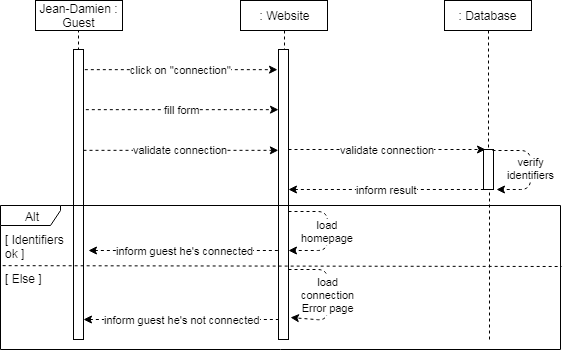 Jean-Damien :
Guest
: Website
: Database
click on "connection"
fill form
validate connection
validate connection
verify
identifiers
inform result
Alt
[ Identifiers
ok ]
load
homepage
inform guest he's connected
[ Else ]
load
connection
Error page
inform guest he's not connected